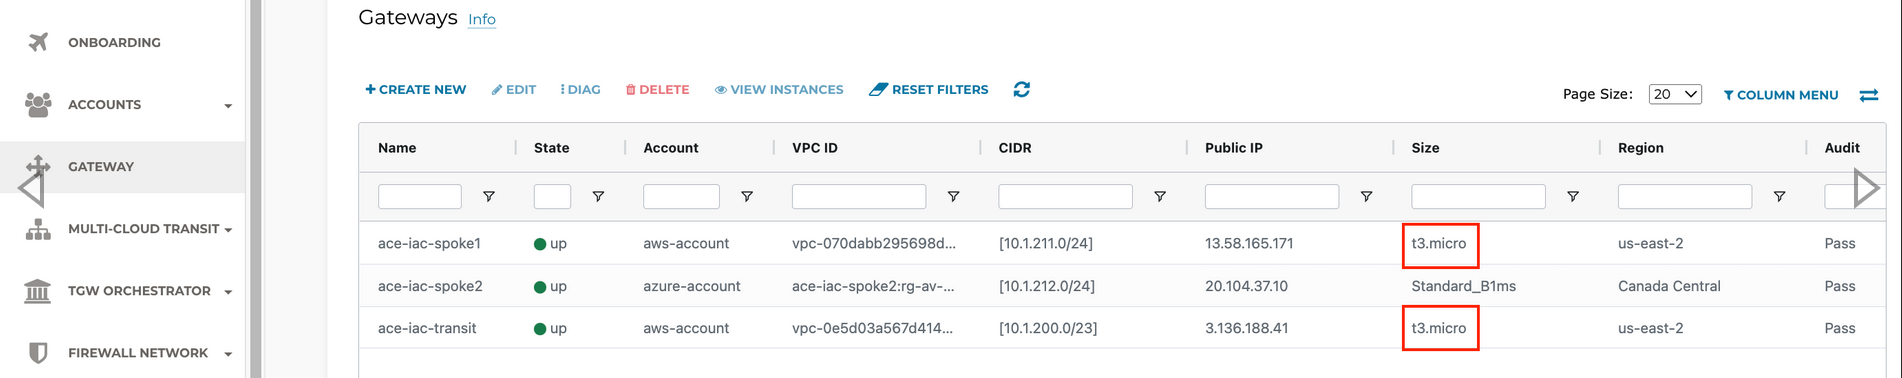 Gateways Info
ONBOARDING
ACCOUNTS
GATEWAY
MULTI-CLOUD TRANSIT
TGW ORCHESTRATOR
FIREWALL NETWORK
+ CREATE NEW EDIT DIAG DELETE VIEW INSTANCES RESET FILTERS
Page Size: 20 COLUMN MENU
Name State Account VPC ID CIDR Public IP Size Region Audit
ace-iac-spoke1 up aws-account vpc-070dabb295698d... [10.1.211.0/24] 13.58.165.171 t3.micro us-east-2 Pass
ace-iac-spoke2 up azure-account ace-iac-spoke2:rg-av-... [10.1.212.0/24] 20.104.37.10 Standard_B1ms Canada Central Pass
ace-iac-transit up aws-account vpc-0e5d03a567d414... [10.1.200.0/23] 3.136.188.41 t3.micro us-east-2 Pass